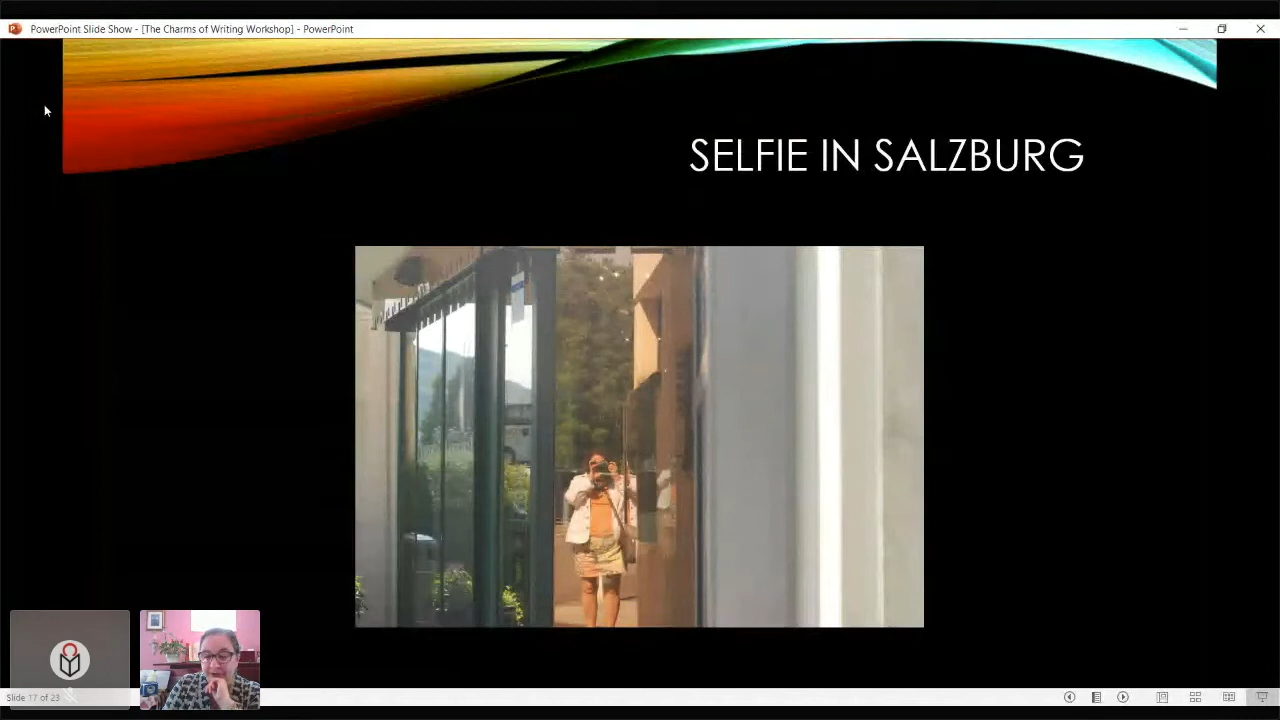 PowerPoint Slide Show - [The Charms of Writing Workshop] - PowerPoint
SELFIE IN SALZBURG
Slide 17 of 23